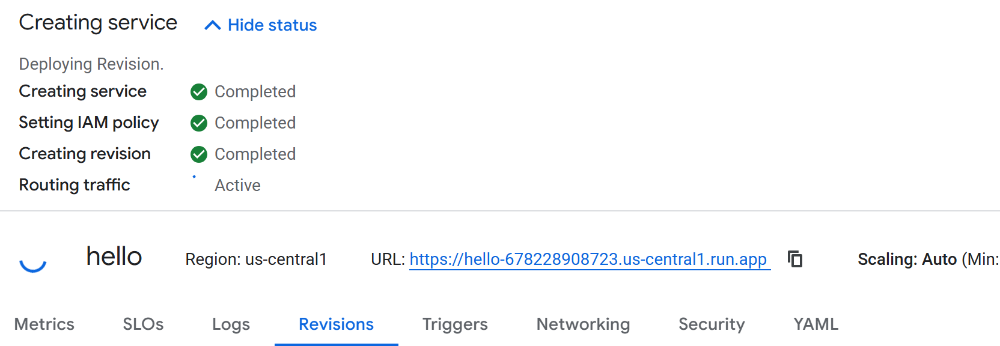 Creating service Hide status
Deploying Revision.
Creating service Completed
Setting IAM policy Completed
Creating revision Completed
Routing traffic Active
hello Region: us-central1 URL: https://hello-678228908723.us-central1.run.app Scaling: Auto (Min:
Metrics SLOs Logs Revisions Triggers Networking Security YAML